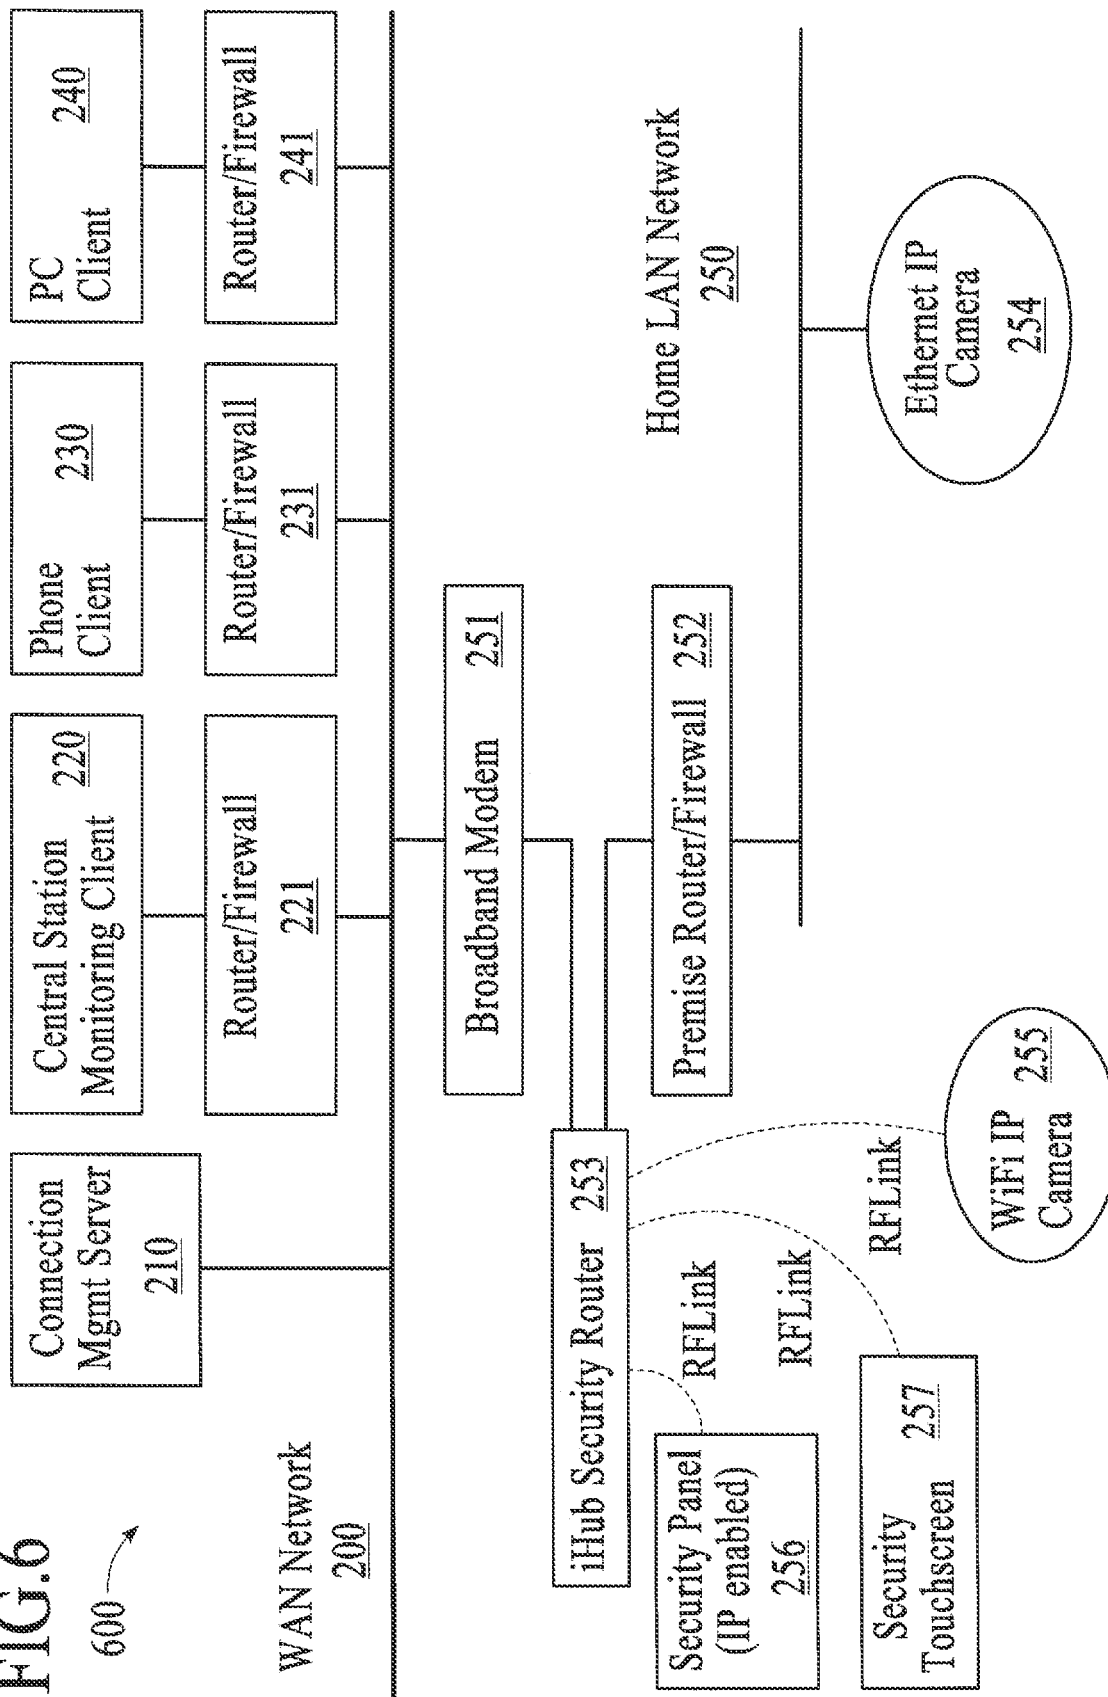 FIG.6
600
WAN Network
200
Connection
Mgmt Server
210
Central Station
Monitoring Client
220
Router/Firewall
221
Phone
Client
230
Router/Firewall
231
PC
Client
240
Router/Firewall
241
Broadband Modem 251
iHub Security Router 253
Premise Router/Firewall 252
Home LAN Network
250
Security Panel
(IP enabled)
256
RFLink
RFLink
RFLink
Security
Touchscreen
257
WiFi IP
Camera
255
Ethernet IP
Camera
254